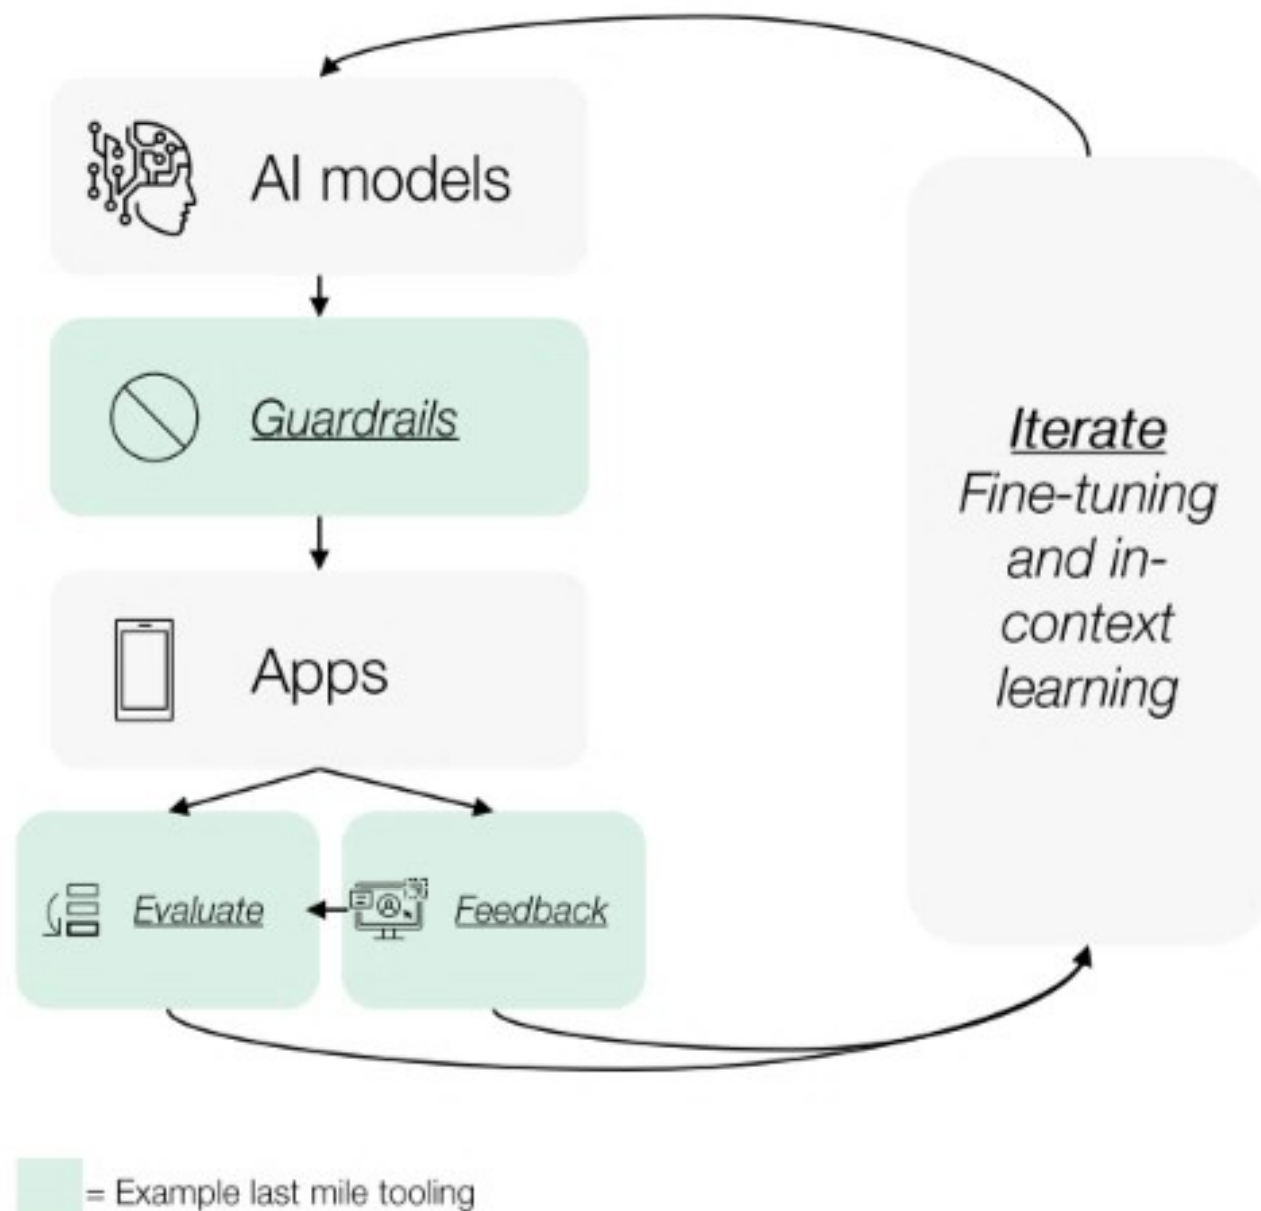 AI models
Guardrails
Apps
Evaluate
Feedback
Iterate
Fine-tuning
and in-
context
learning
= Example last mile tooling